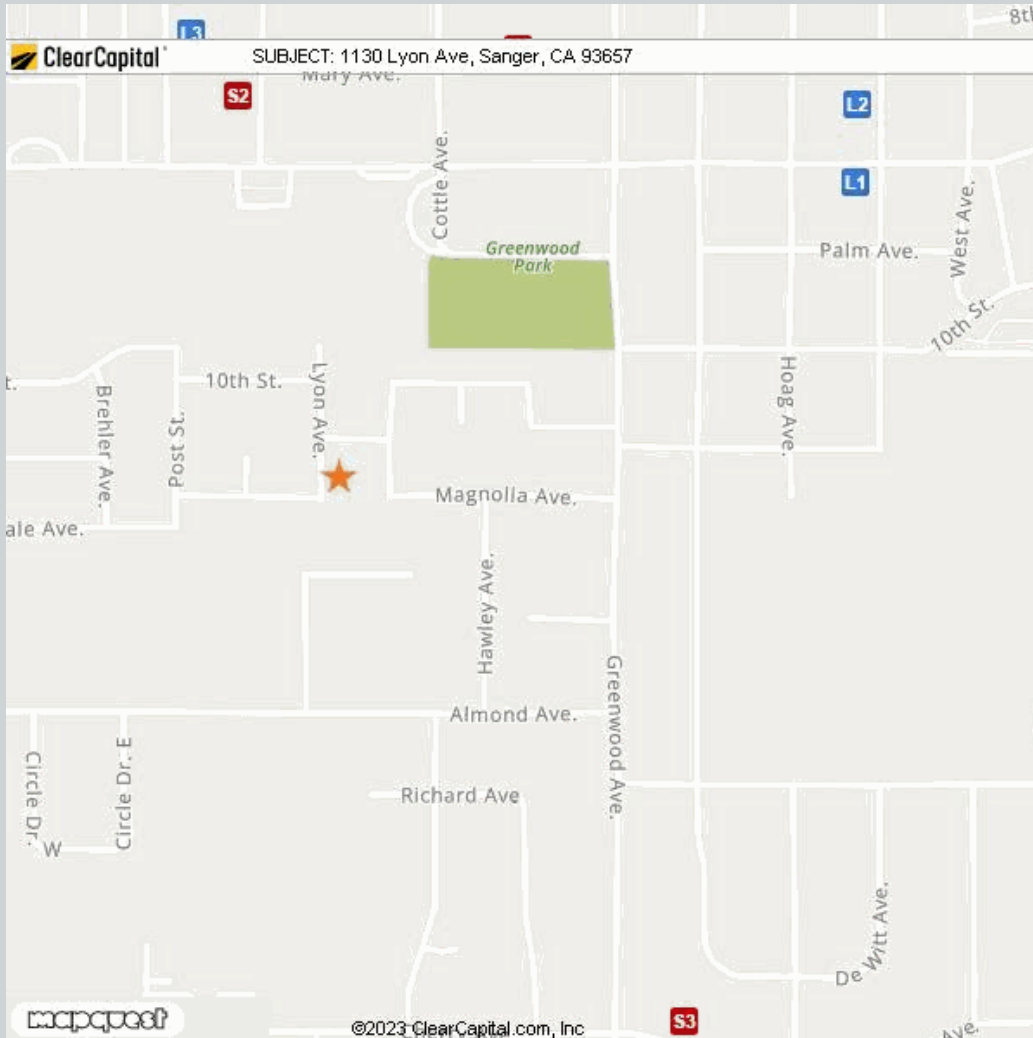 8th
L3
ClearCapital
SUBJECT: 1130 Lyon Ave, Sanger, CA 93657
Mary Ave.
S2
L2
Cottle Ave.
L1
West Ave.
Greenwood
Park
Palm Ave.
10th St.
t.
10th St.
Lyon Ave.
Hoag Ave.
Brehler Ave.
Post St.
Magnolla Ave.
ale Ave.
Hawley Ave.
Greenwood Ave.
Almond Ave.
Circle Dr.
W
Circle Dr. E
Richard Ave
De Witt Ave.
mapquest
©2023 ClearCapital.com, Inc
S3
Ave.